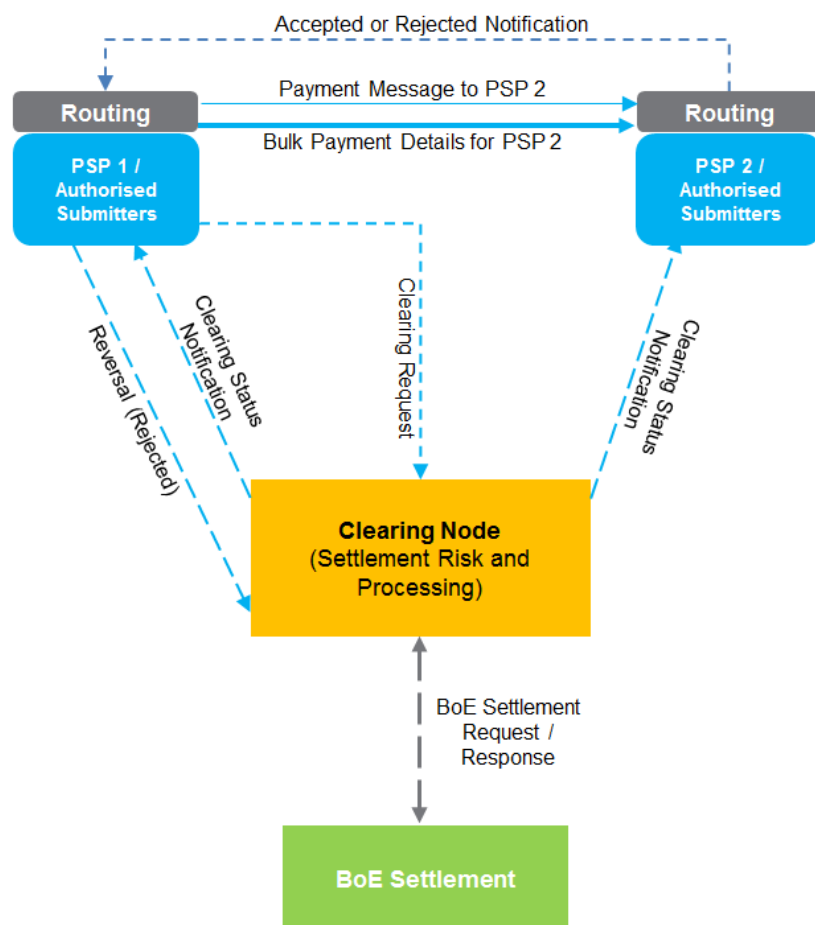 Accepted or Rejected Notification
Routing
Payment Message to PSP 2
Routing
Bulk Payment Details for PSP 2
PSP 1 /
Authorised
Submitters
PSP 2 /
Authorised
Submitters
Reversal (Rejected)
Clearing Status
Notification
Clearing Request
Clearing Status
Notification
Clearing Node
(Settlement Risk and
Processing)
BoE Settlement
Request /
Response
BoE Settlement